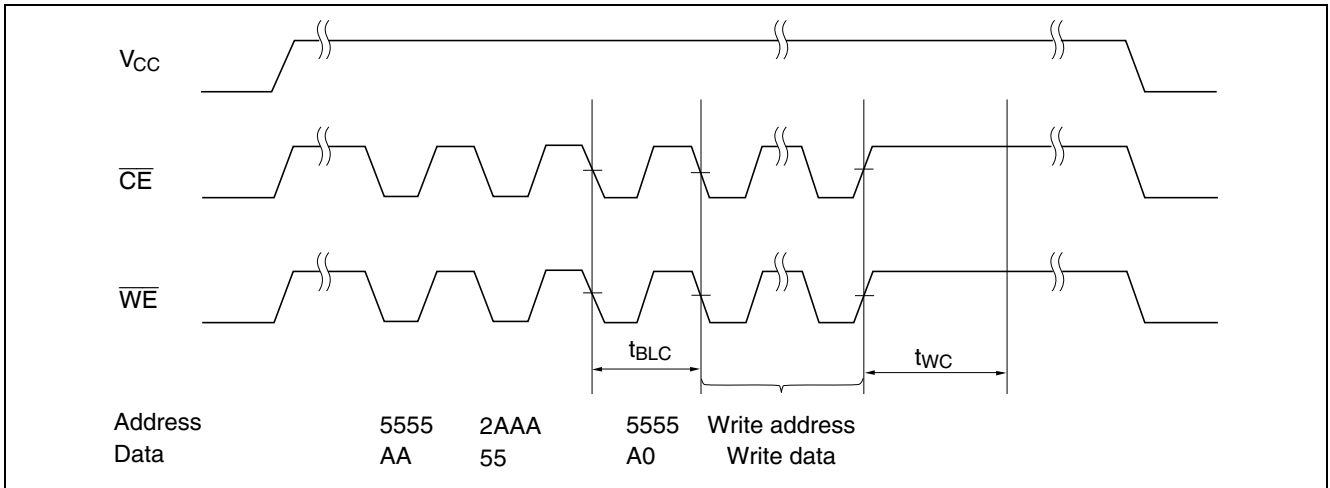 VCC
CE
WE
tBLC
tWC
Address 5555 2AAA 5555 Write address
Data AA 55 A0 Write data